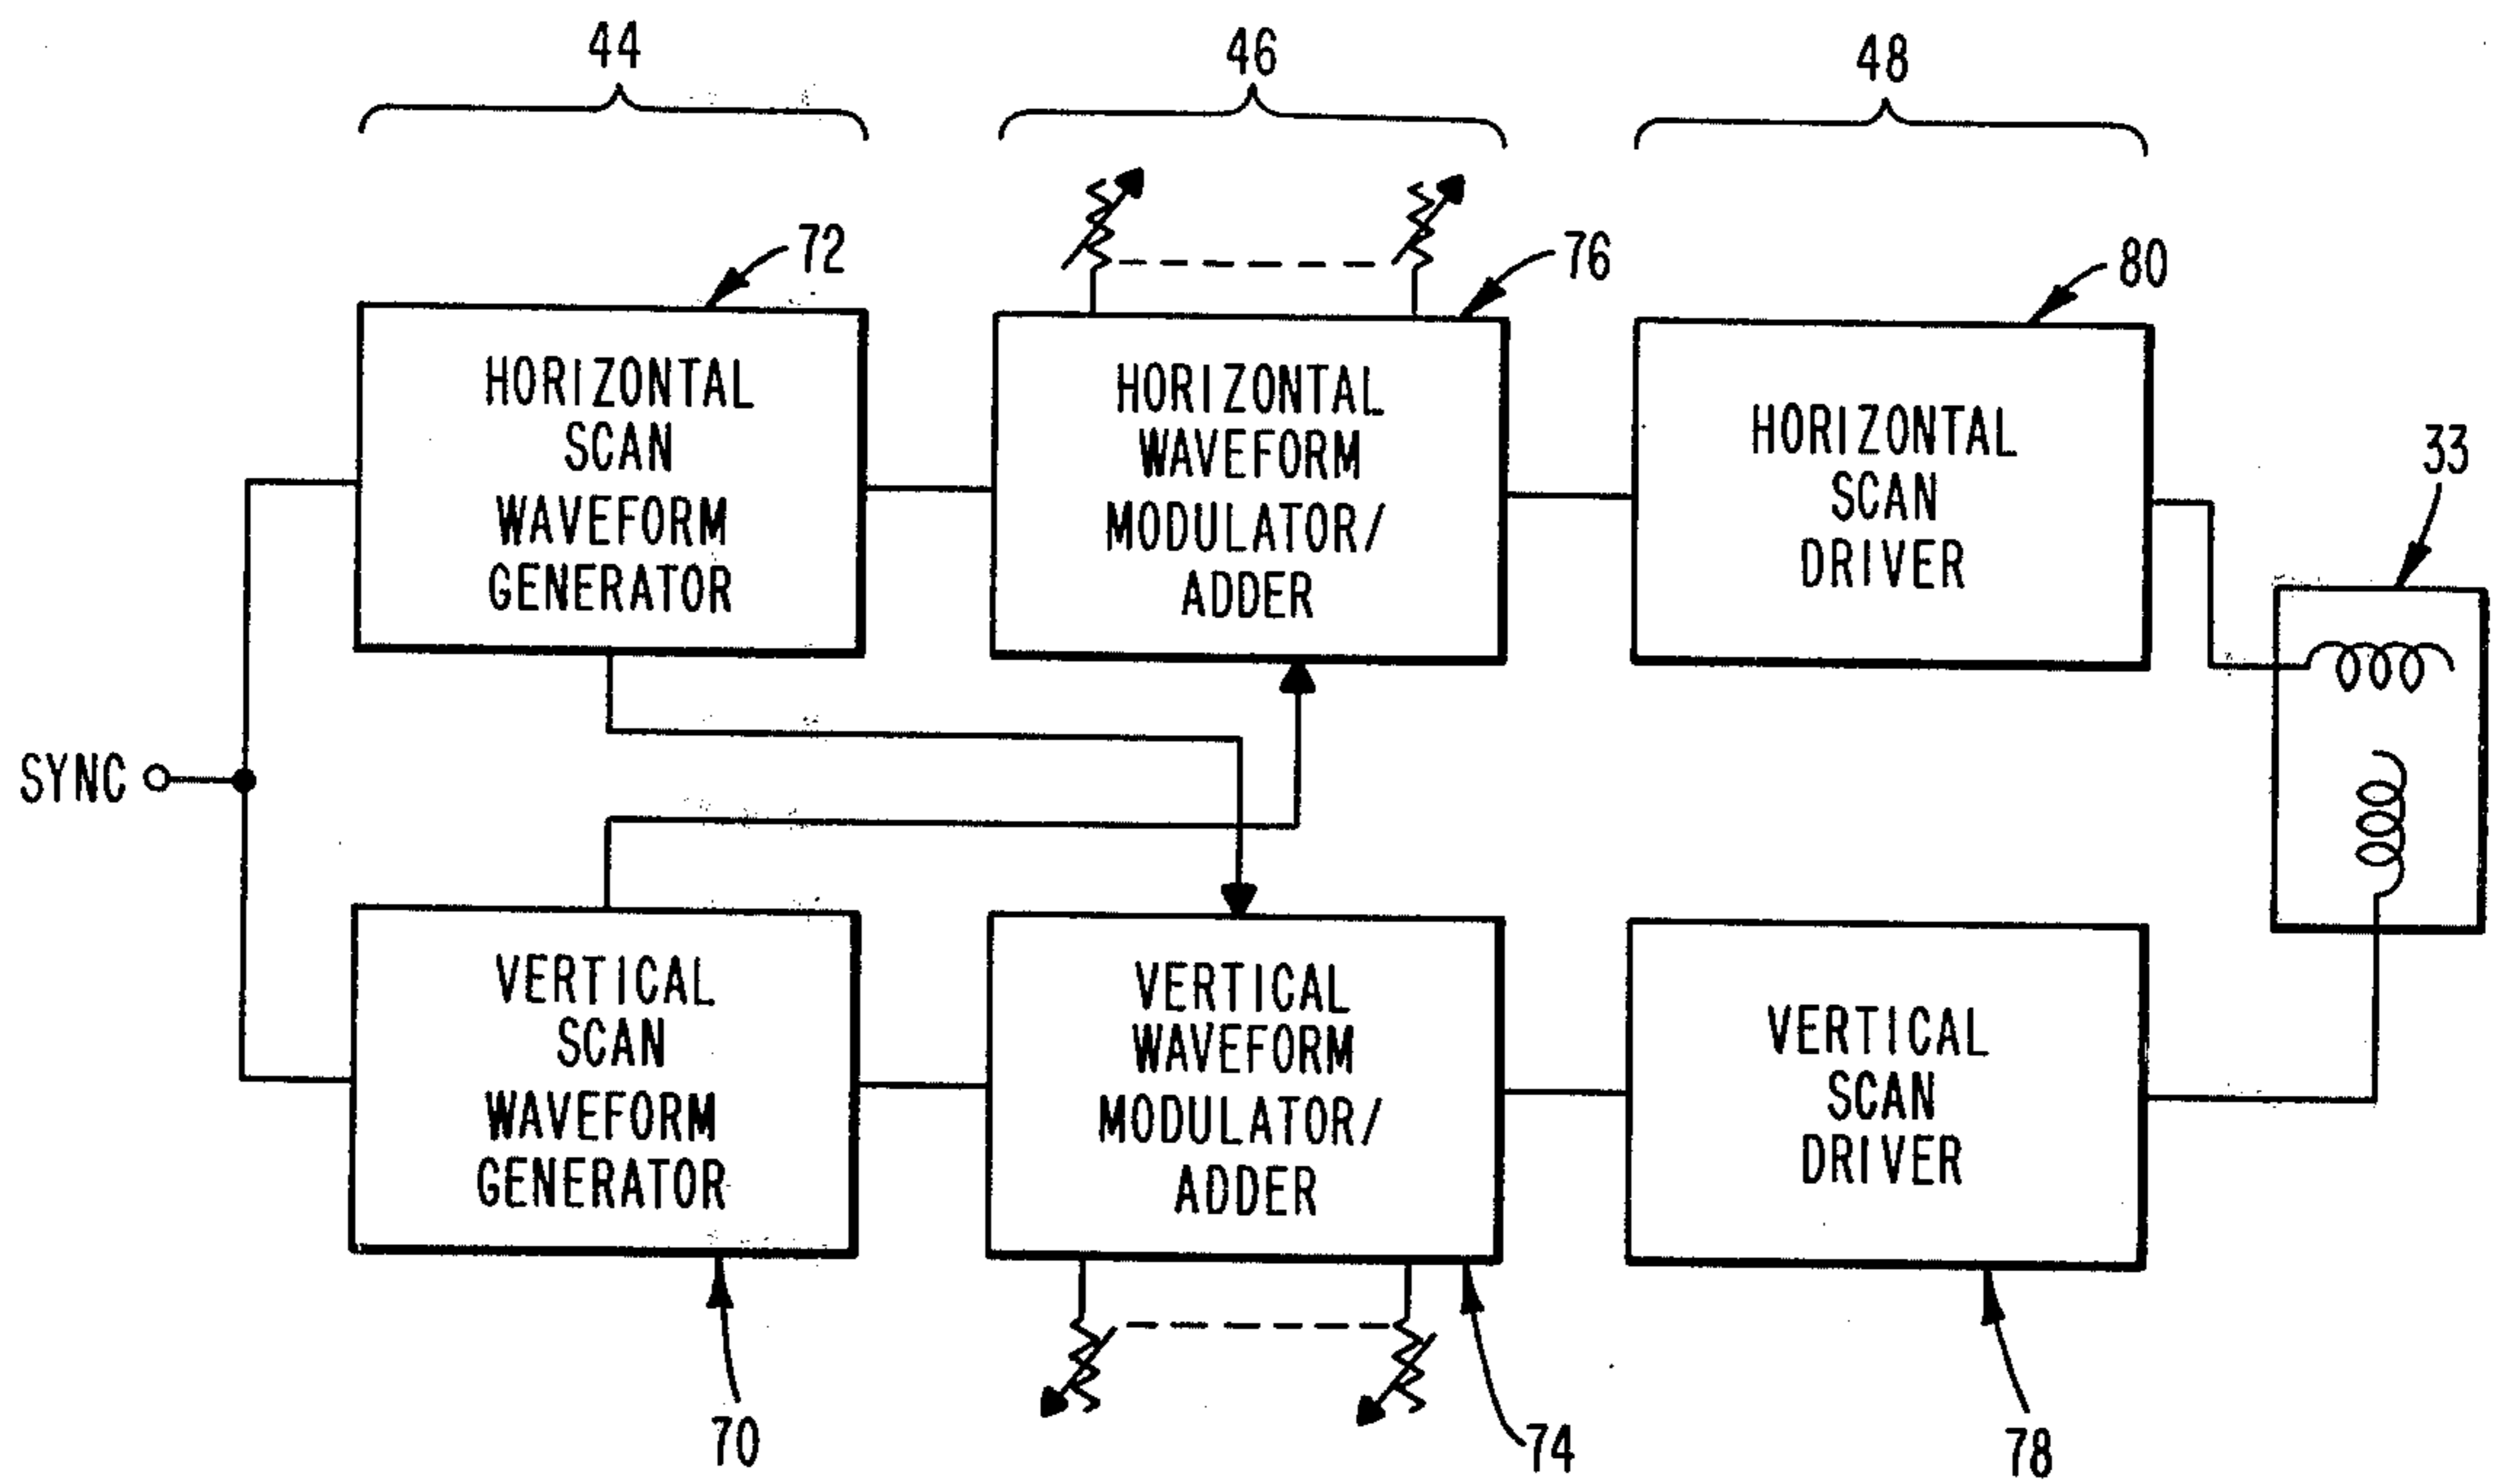 44
46
48
72
76
80
HORIZONTAL
SCAN
WAVEFORM
GENERATOR
HORIZONTAL
WAVEFORM
MODULATOR/
ADDER
HORIZONTAL
SCAN
DRIVER
33
SYNC
VERTICAL
SCAN
WAVEFORM
GENERATOR
VERTICAL
WAVEFORM
MODULATOR/
ADDER
VERTICAL
SCAN
DRIVER
70
74
78